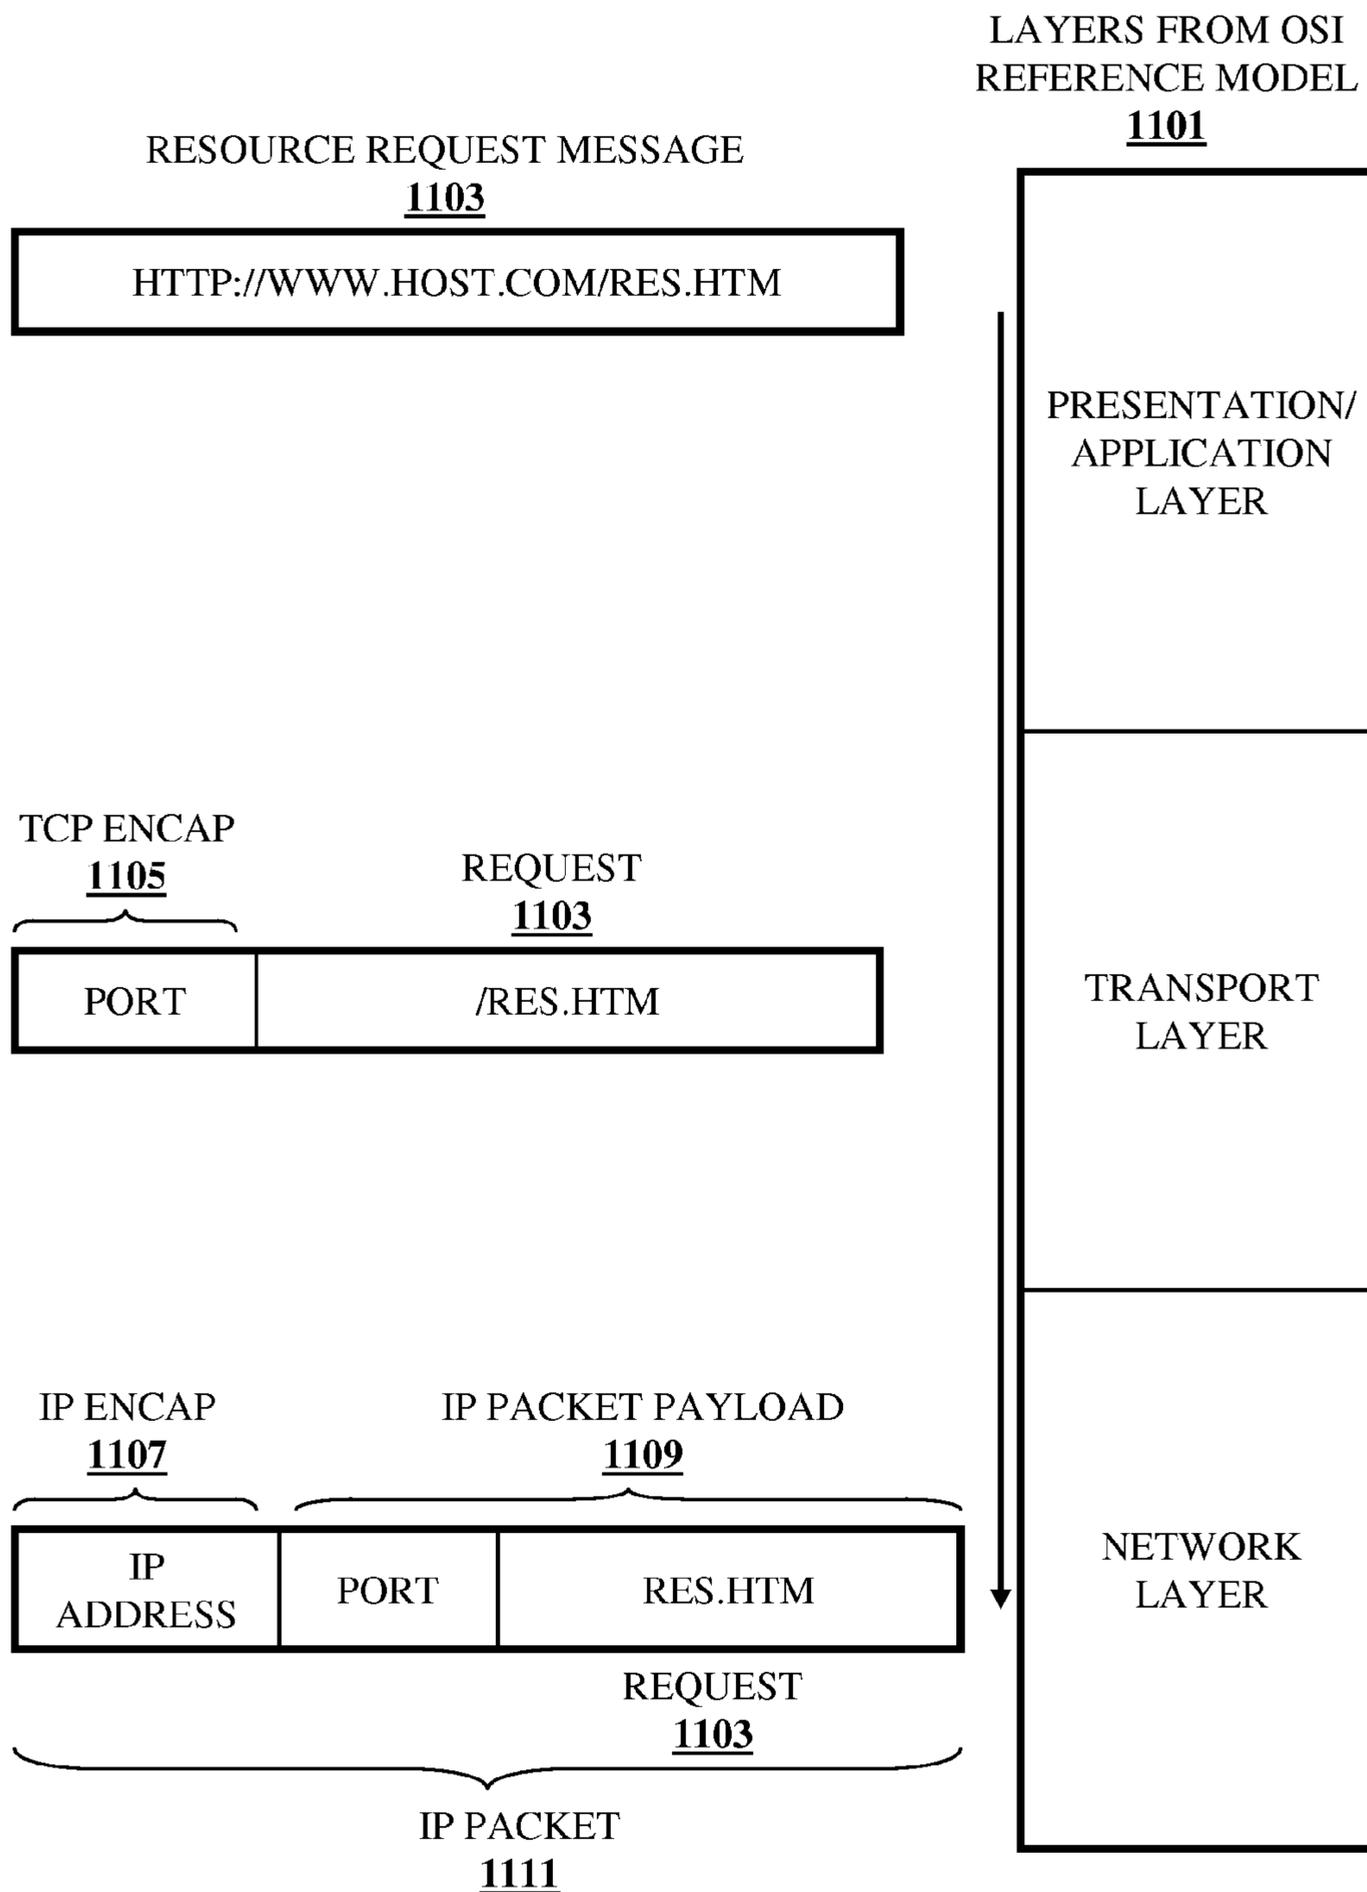 LAYERS FROM OSI
REFERENCE MODEL
1101
RESOURCE REQUEST MESSAGE
1103
HTTP://WWW.HOST.COM/RES.HTM
PRESENTATION/
APPLICATION
LAYER
TCP ENCAP
1105
REQUEST
1103
PORT
/RES.HTM
TRANSPORT
LAYER
IP ENCAP
1107
IP PACKET PAYLOAD
1109
IP
ADDRESS
PORT
RES.HTM
NETWORK
LAYER
REQUEST
1103
IP PACKET
1111